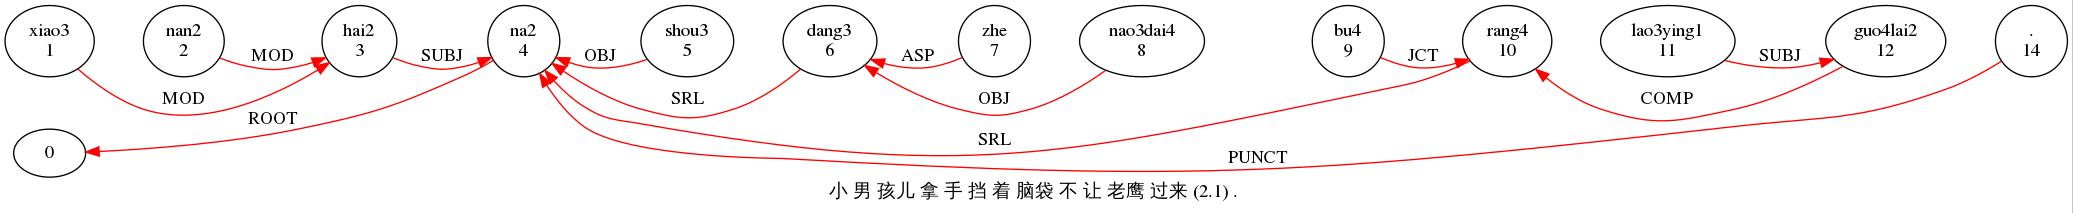 xiao3 nan2 hai2 na2 shou3 dang3 zhe nao3dai4 bu4 rang4 lao3ying1 guo4lai2 .
1 2 3 4 5 6 7 8 9 10 11 12 14
MOD SUBJ OBJ ASP JCT SUBJ
MOD SRL OBJ COMP
ROOT
SRL
0
PUNCT
小 男 孩儿 拿 手 挡 着 脑袋 不 让 老鹰 过来 (2.1) .